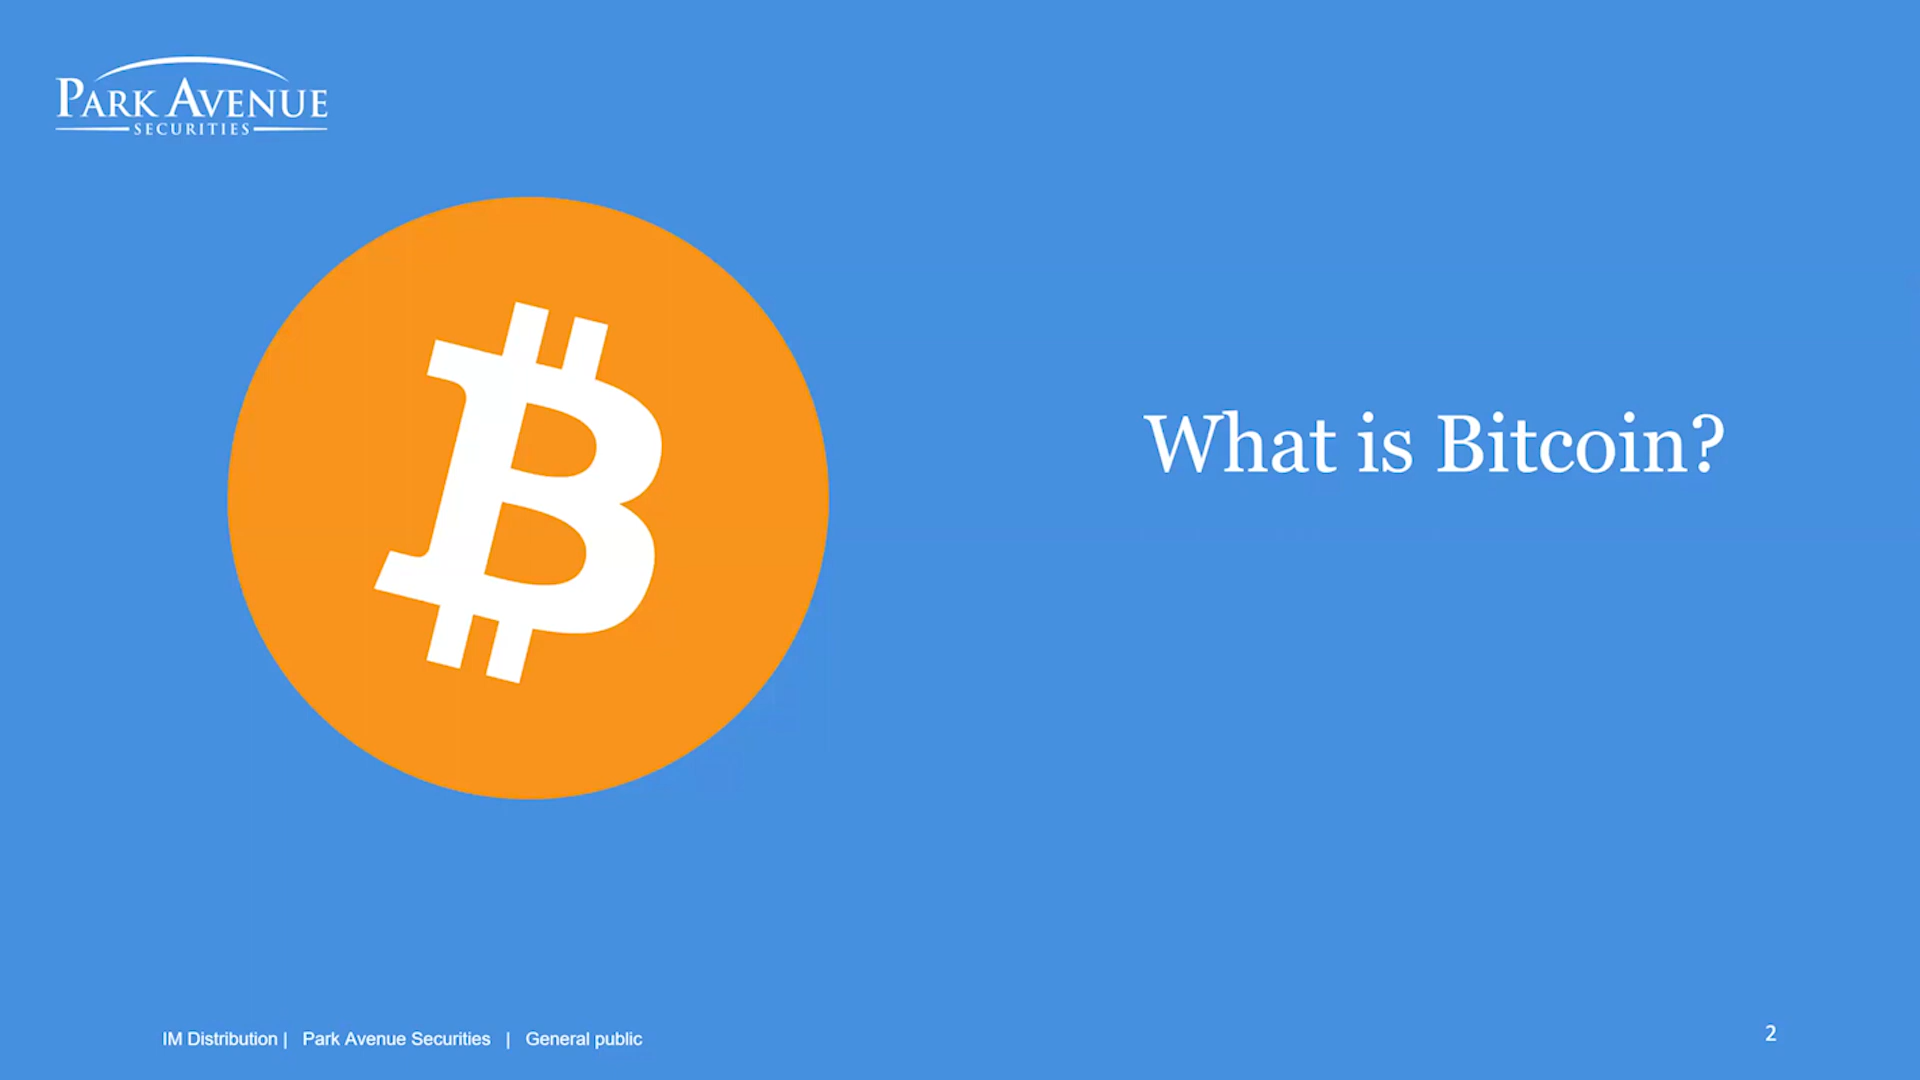 PARK AVENUE
SECURITIES
What is Bitcoin?
IM Distribution | Park Avenue Securities | General public
2